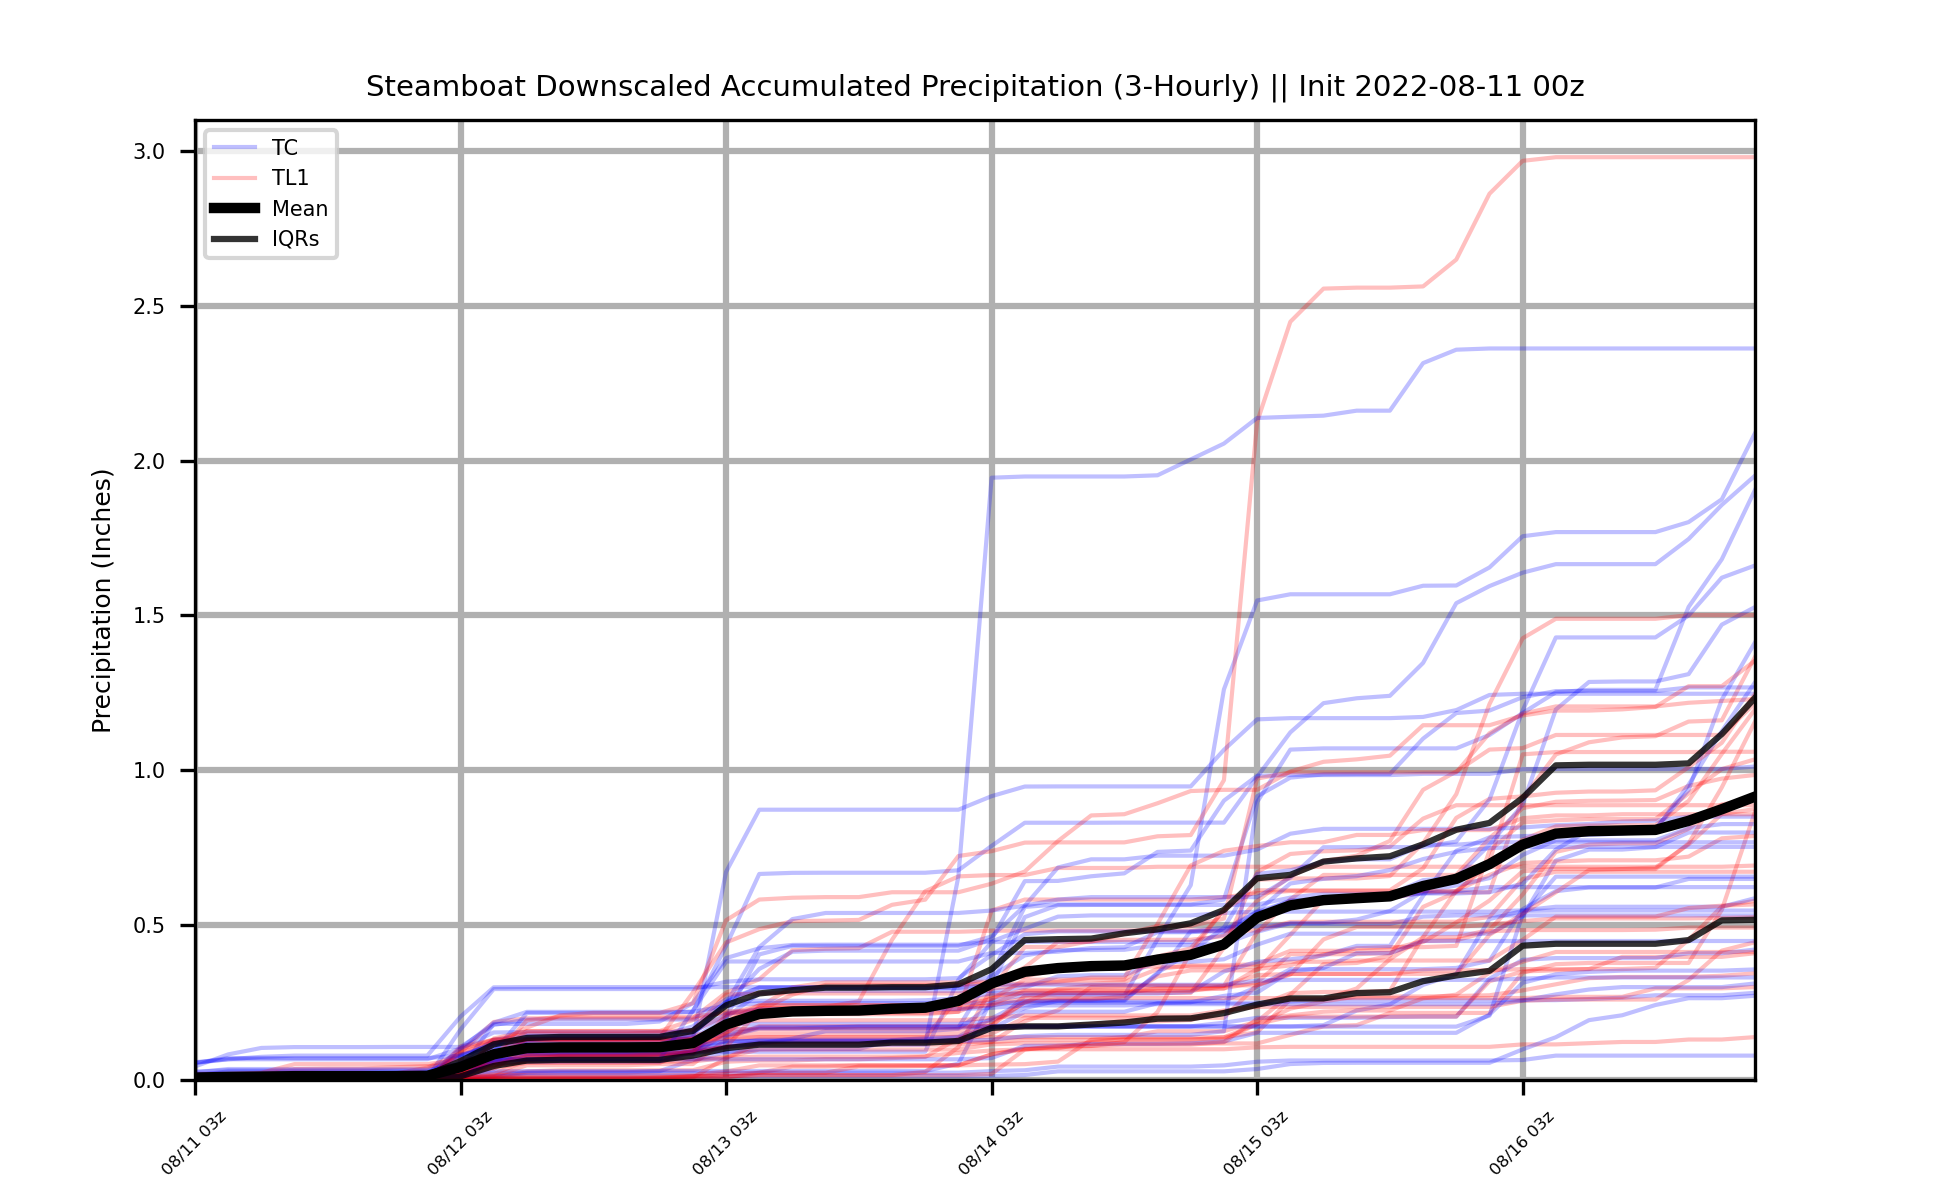 Steamboat Downscaled Accumulated Precipitation (3-Hourly) || Init 2022-08-11 00z
TC
TL1
Mean
IQRs
Precipitation (Inches)
3.0
2.5
2.0
1.5
1.0
0.5
0.0
08/11 03z
08/12 03z
08/13 03z
08/14 03z
08/15 03z
08/16 03z